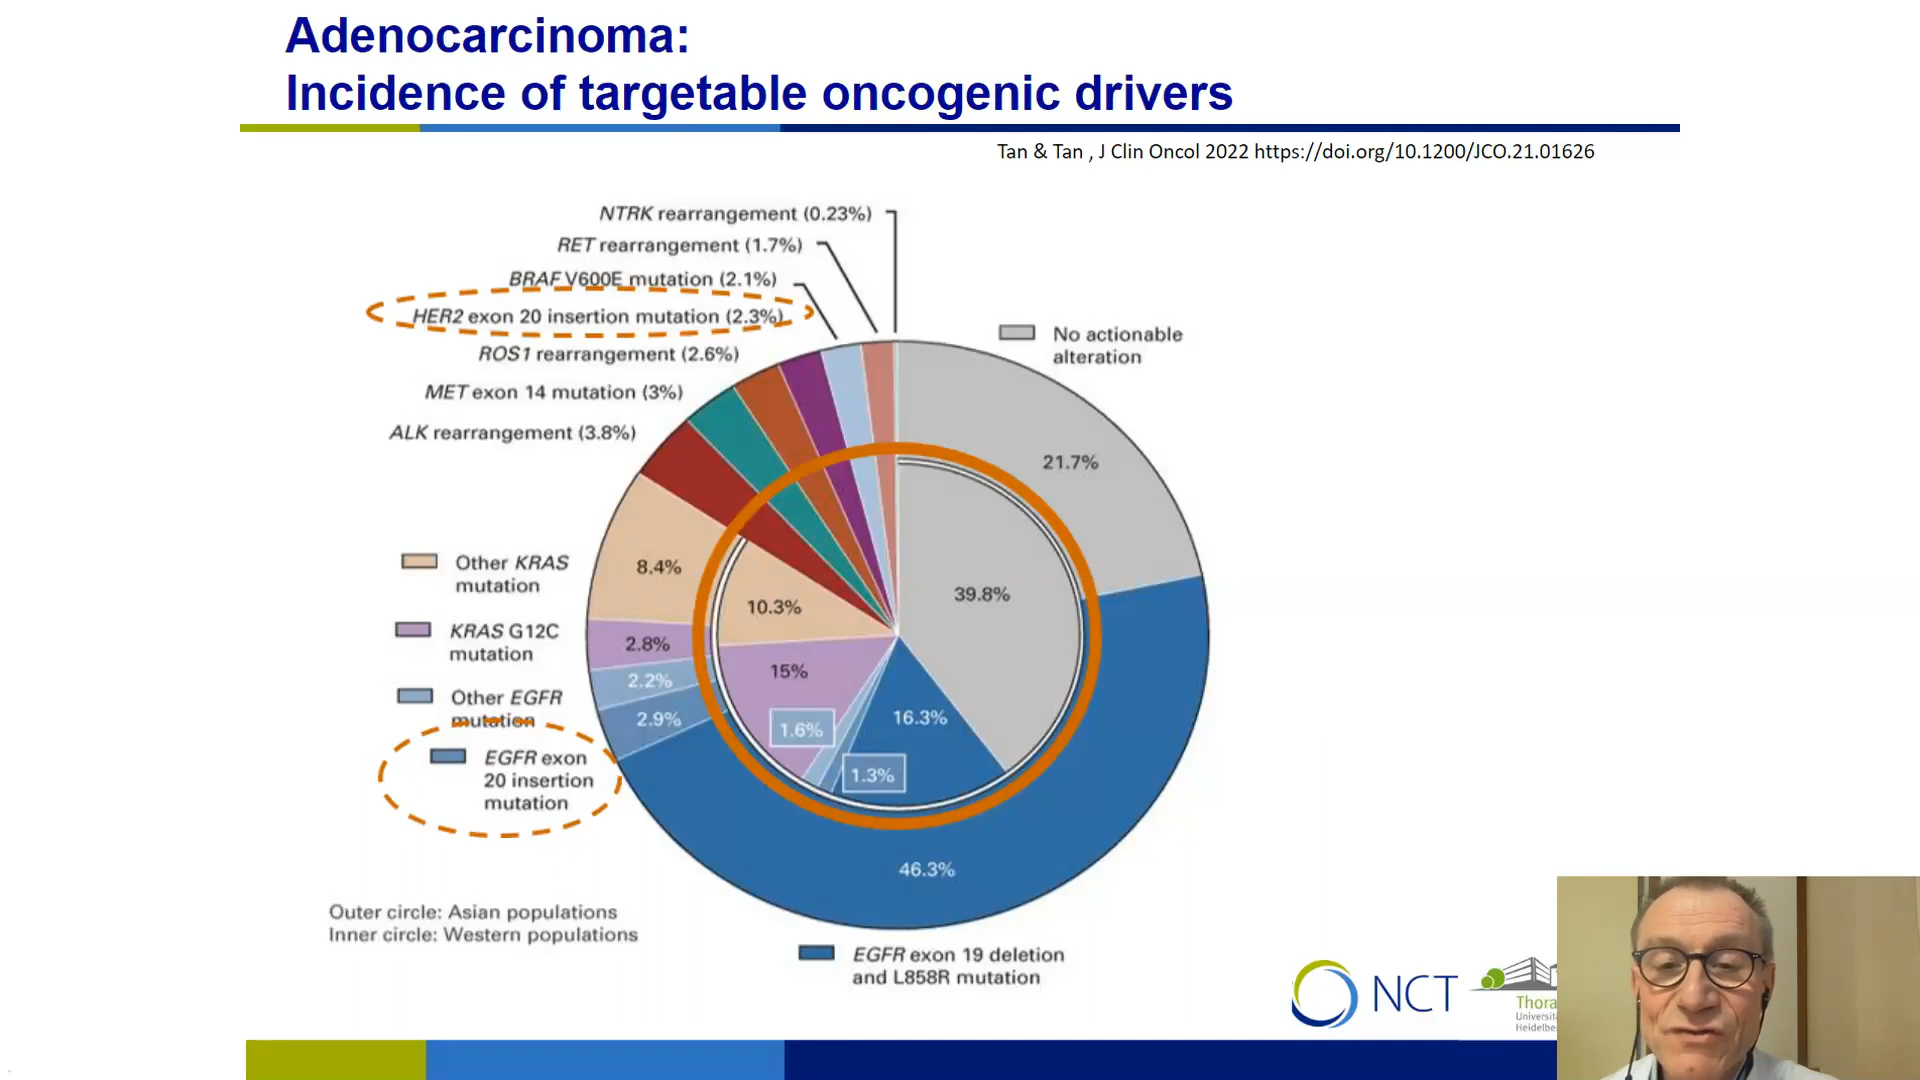 Adenocarcinoma:
Incidence of targetable oncogenic drivers
Tan & Tan , J Clin Oncol 2022 https://doi.org/10.1200/JCO.21.01626
NTRK rearrangement (0.23%)
RET rearrangement (1.7%)
BRAF V600E mutation (2.1%)
HER2 exon 20 insertion mutation (2.3%)
ROS1 rearrangement (2.6%)
MET exon 14 mutation (3%)
ALK rearrangement (3.8%)
No actionable
alteration
21.7%
39.8%
Other KRAS
mutation
8.4%
10.3%
KRAS G12C
mutation
2.8%
15%
Other EGFR
mutation
2.2%
1.6%
EGFR exon
20 insertion
mutation
2.9%
1.3%
16.3%
46.3%
EGFR exon 19 deletion
and L858R mutation
Outer circle: Asian populations
Inner circle: Western populations
NCT
Thora
Universit
Heidelbe